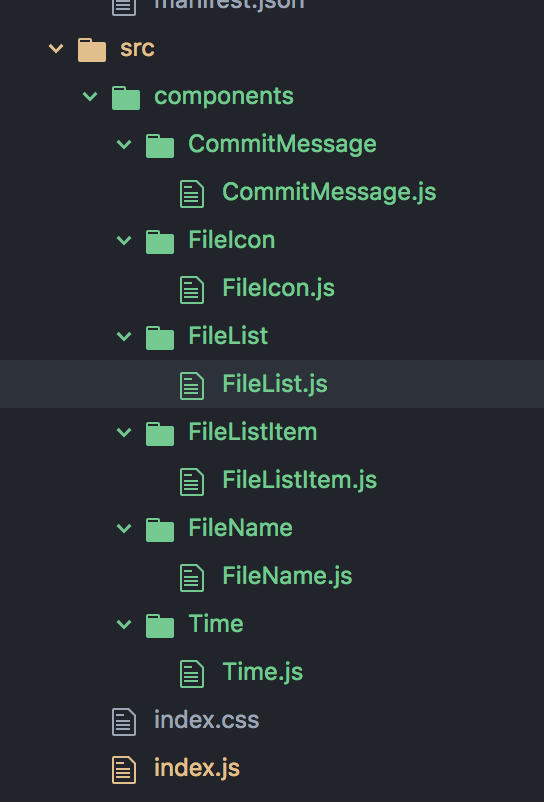 manifest.json
src
components
CommitMessage
CommitMessage.js
FileIcon
FileIcon.js
FileList
FileList.js
FileListItem
FileListItem.js
FileName
FileName.js
Time
Time.js
index.css
index.js